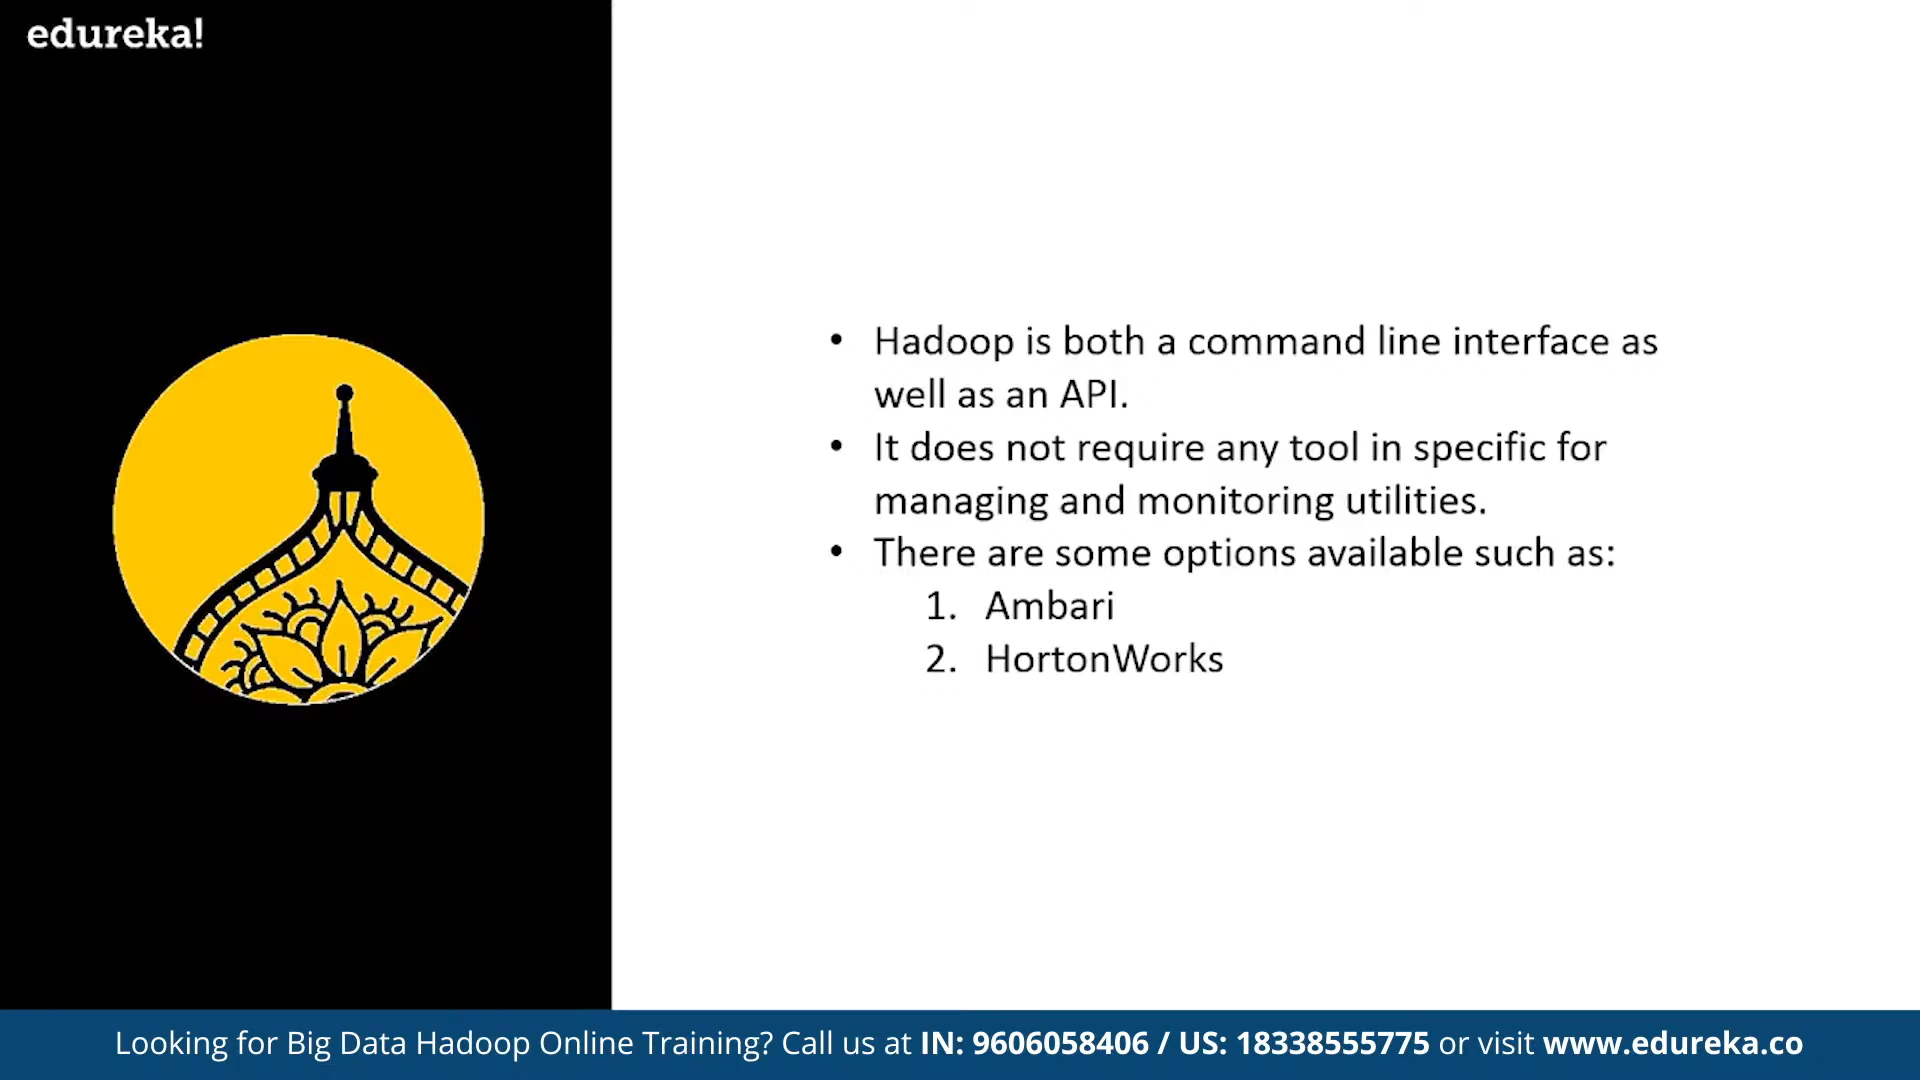 edureka!
• Hadoop is both a command line interface as
well as an API.
• It does not require any tool in specific for
managing and monitoring utilities.
• There are some options available such as:
1. Ambari
2. HortonWorks
Looking for Big Data Hadoop Online Training? Call us at IN: 9606058406 / US: 18338555775 or visit www.edureka.co